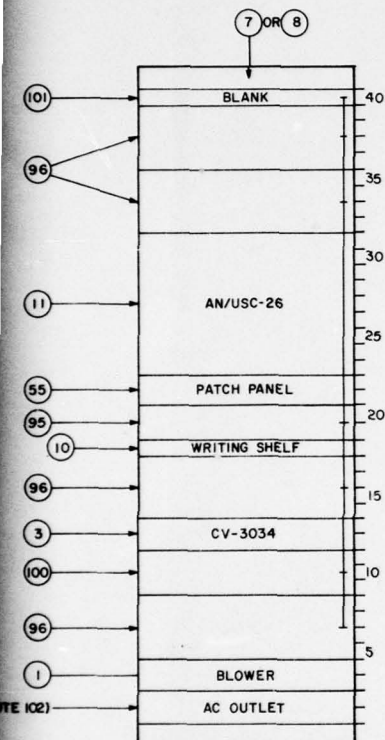 7 OR 8
101 BLANK 40
96
35
30
11 AN/USC-26
25
55 PATCH PANEL
20
95
10 WRITING SHELF
96
15
3 CV-3034
100 10
96
5
1 BLOWER
TE 102) AC OUTLET